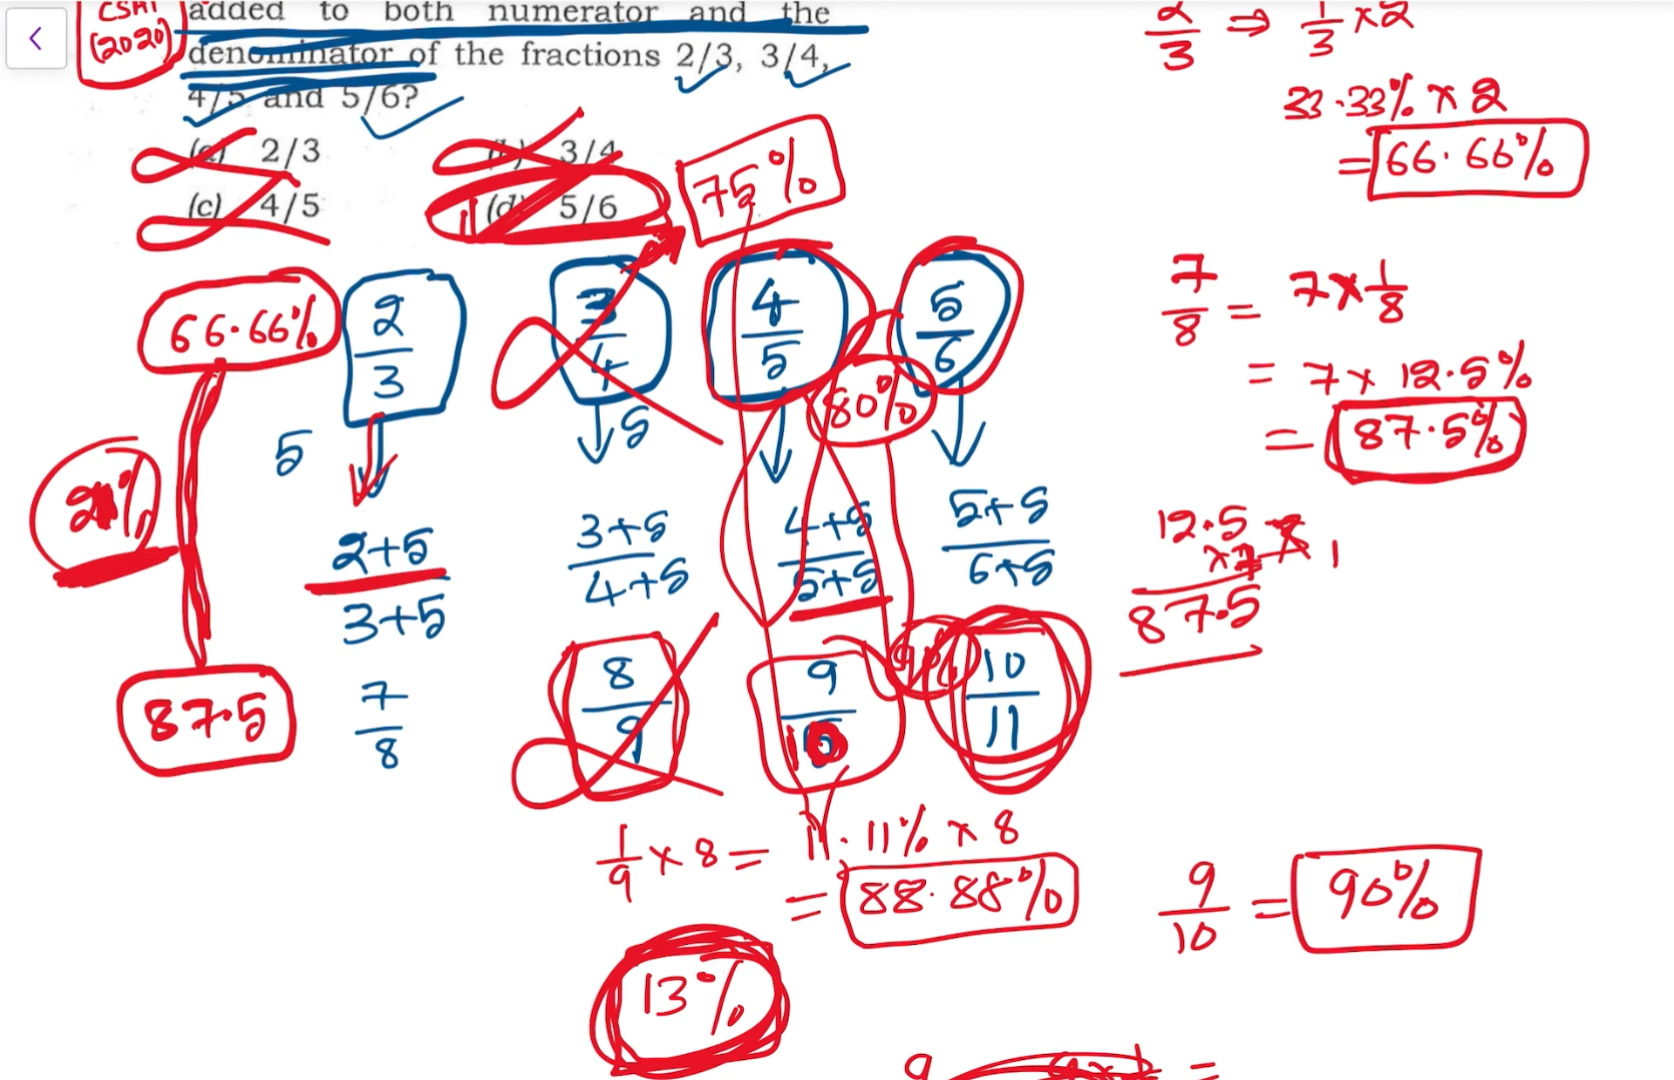 CSAT added to both numerator and the
(2020) denominator of the fractions 2/3, 3/4,
4/5 and 5/6?
(a) 2/3 (b) 3/4
(c) 4/5 (d) 5/6
75%
2/3 ⇒ 1/3 × 2
33.33% × 2
= 66.66%
66.66% 2/3 3/4 4/5 5/6
80%
7/8 = 7 × 1/8
= 7 × 12.5%
= 87.5%
5 5
2+5/3+5 3+5/4+5 4+5/5+5 5+5/6+5
12.5
87.5
87.5 7/8 8/9 9/10 10/11
1/9 × 8 = 11.11% × 8
= 88.88%
9/10 = 90%
13%